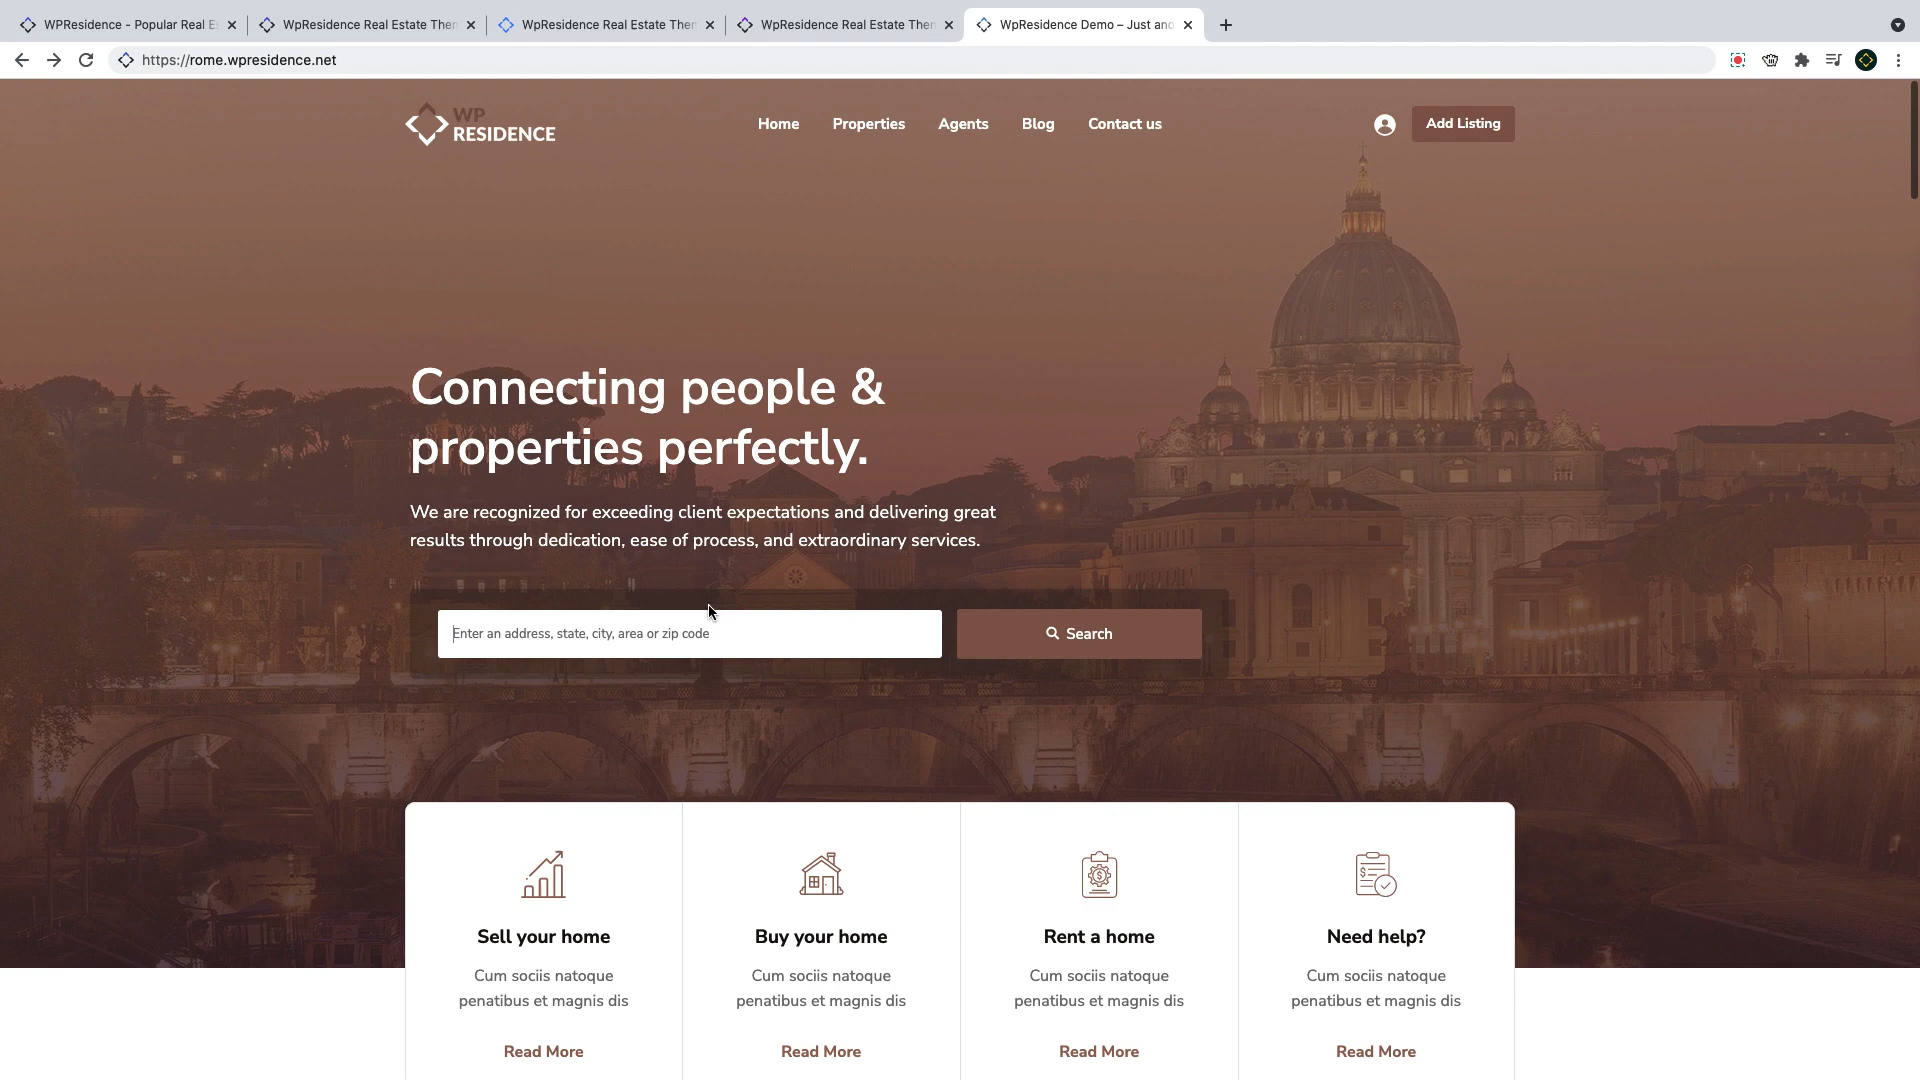 WPResidence - Popular Real E
WPResidence Real Estate The
WpResidence Real Estate The
WPResidence Real Estate The
WpResidence Demo – Just ano
https://rome.wpresidence.net
WP
RESIDENCE
Home
Properties
Agents
Blog
Contact us
Add Listing
Connecting people &
properties perfectly.
We are recognized for exceeding client expectations and delivering great
results through dedication, ease of process, and extraordinary services.
Enter an address, state, city, area or zip code
Search
Sell your home
Cum sociis natoque
penatibus et magnis dis
Read More
Buy your home
Cum sociis natoque
penatibus et magnis dis
Read More
Rent a home
Cum sociis natoque
penatibus et magnis dis
Read More
Need help?
Cum sociis natoque
penatibus et magnis dis
Read More